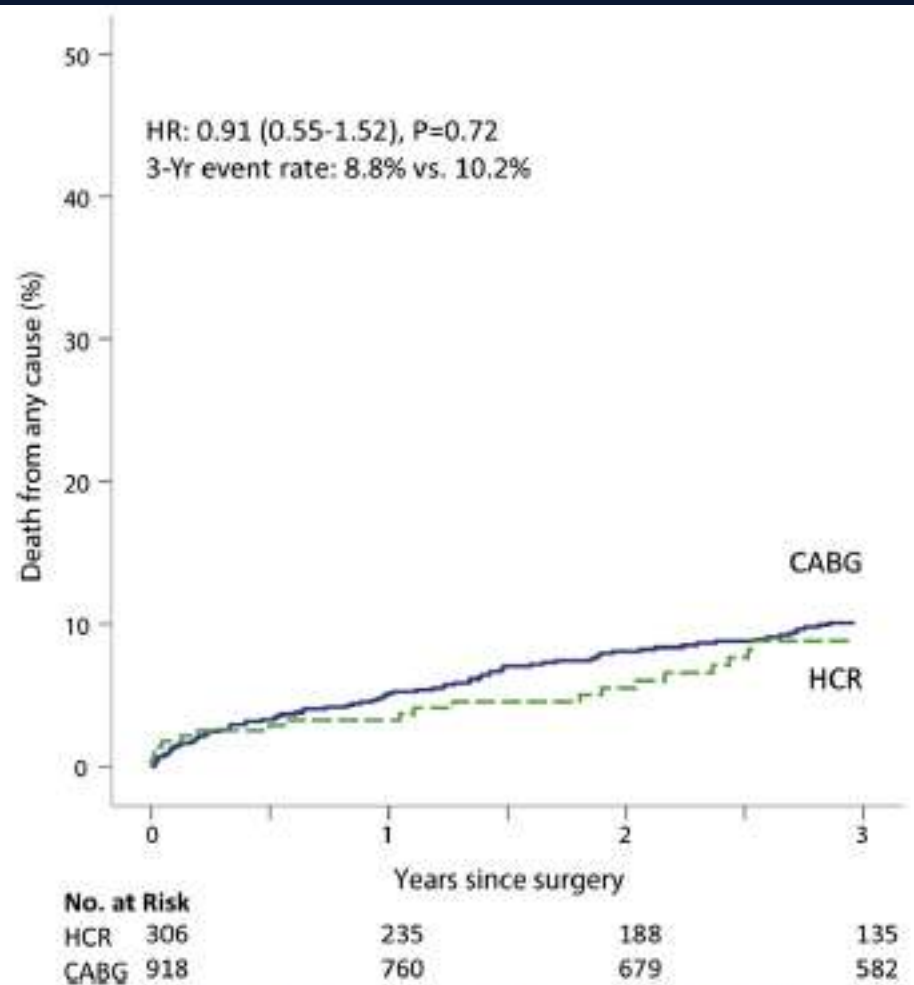 50
HR: 0.91 (0.55-1.52), P=0.72
3-Yr event rate: 8.8% vs. 10.2%
40
Death from any cause (%)
30
20
CABG
10
HCR
0
0 1 2 3
Years since surgery
No. at Risk
HCR 306 235 188 135
CABG 918 760 679 582